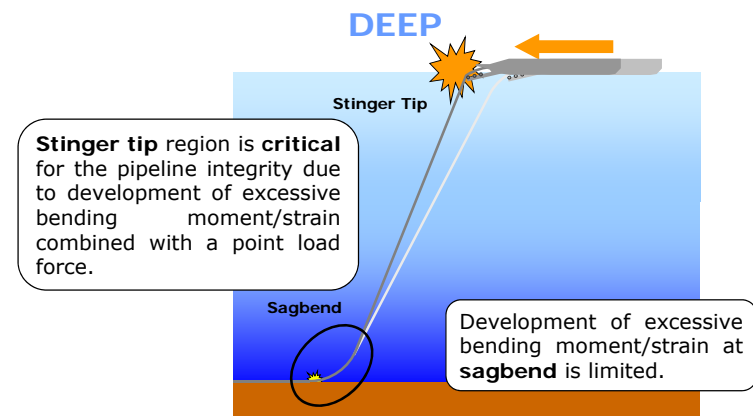 DEEP
Stinger Tip
Stinger tip region is critical
for the pipeline integrity due
to development of excessive
bending moment/strain
combined with a point load
force.
Sagbend
Development of excessive
bending moment/strain at
sagbend is limited.